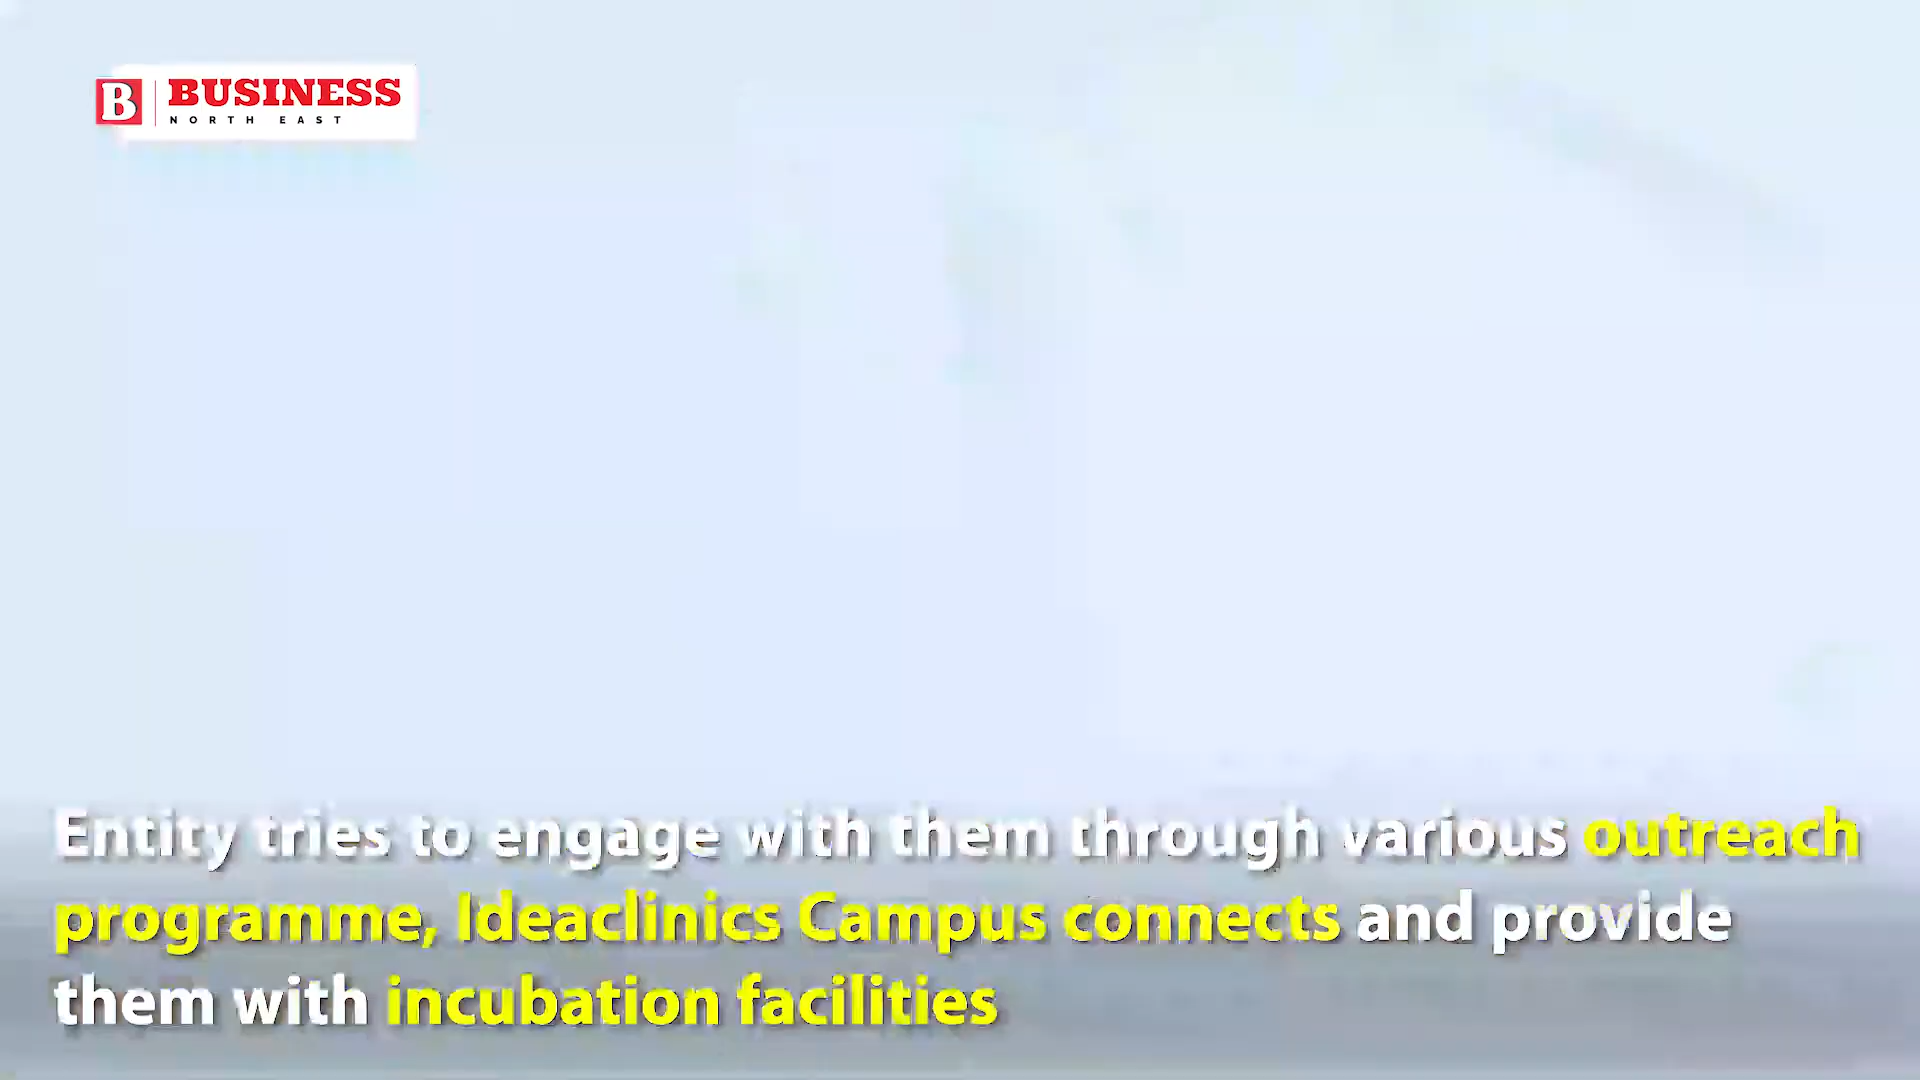 B
BUSINESS
NORTH EAST
Entity tries to engage with them through various outreach
programme, Ideaclinics Campus connects and provide
them with incubation facilities